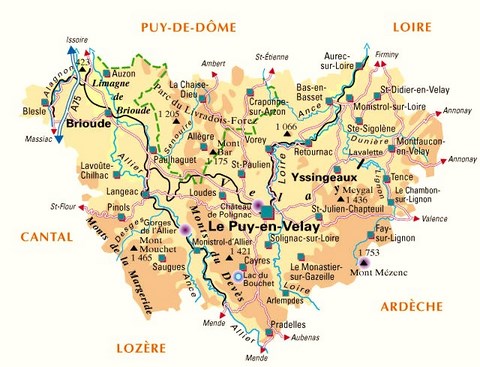 PUY-DE-DÔME
LOIRE
Issoire
1 423
Alagnon
A75
Auzon
Limagne
de
Brioude
Blesle
Brioude
Massiac
Ambert
La Chaise-
Dieu
Parc du Livradois-Forez
1 205
Senouire
St-Étienne
Craponne-
sur-Arzon
Aurec-
sur-Loire
Firminy
Bas-en-
Basset
Ance
St-Didier-en-Velay
Monistrol-sur-Loire
Annonay
Ste-Sigolène
1 066
Dunière
Lavalette
Montfaucon-
en-Velay
Annonay
Allègre
Mont
Bar
1 175
Vorey
Retournac
Loire
Paulhaguet
Allier
Lavoûte-
Chilhac
St-Paulien
Yssingeaux
Lignon
Tence
Meygal
1 436
Le Chambon-
sur-Lignon
Langeac
Loudes
Château
de Polignac
V e l a y
St-Flour
Pinols
Desges
St-Julien-Chapteuil
Valence
Le Puy-en-Velay
Gorges
de l'Allier
Monistrol-d'Allier
Solignac-sur-Loire
Fay-
sur-Lignon
CANTAL
Monts de la Margeride
Mont
Mouchet
1 465
Saugues
Ance
Monts du Devès
1 421
Cayres
Lac du
Bouchet
Le Monastier-
sur-Gazeille
1 753
Mont Mézenc
Loire
Arlempdes
ARDÈCHE
Mende
Allier
Pradelles
Aubenas
LOZÈRE
Mende